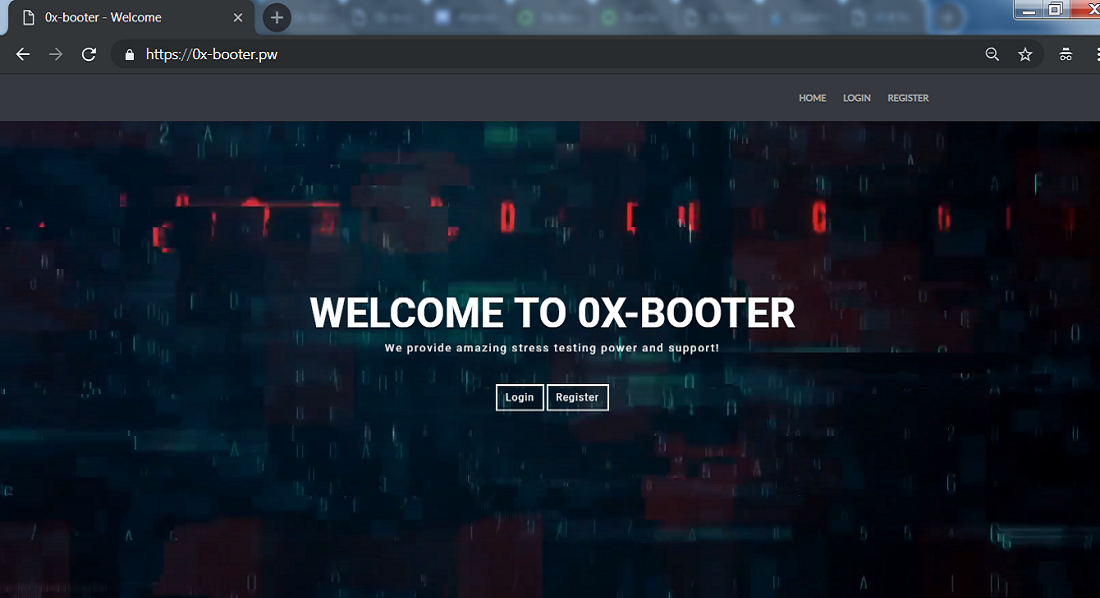 0x-booter - Welcome
https://0x-booter.pw
HOME LOGIN REGISTER
WELCOME TO 0X-BOOTER
We provide amazing stress testing power and support!
Login Register